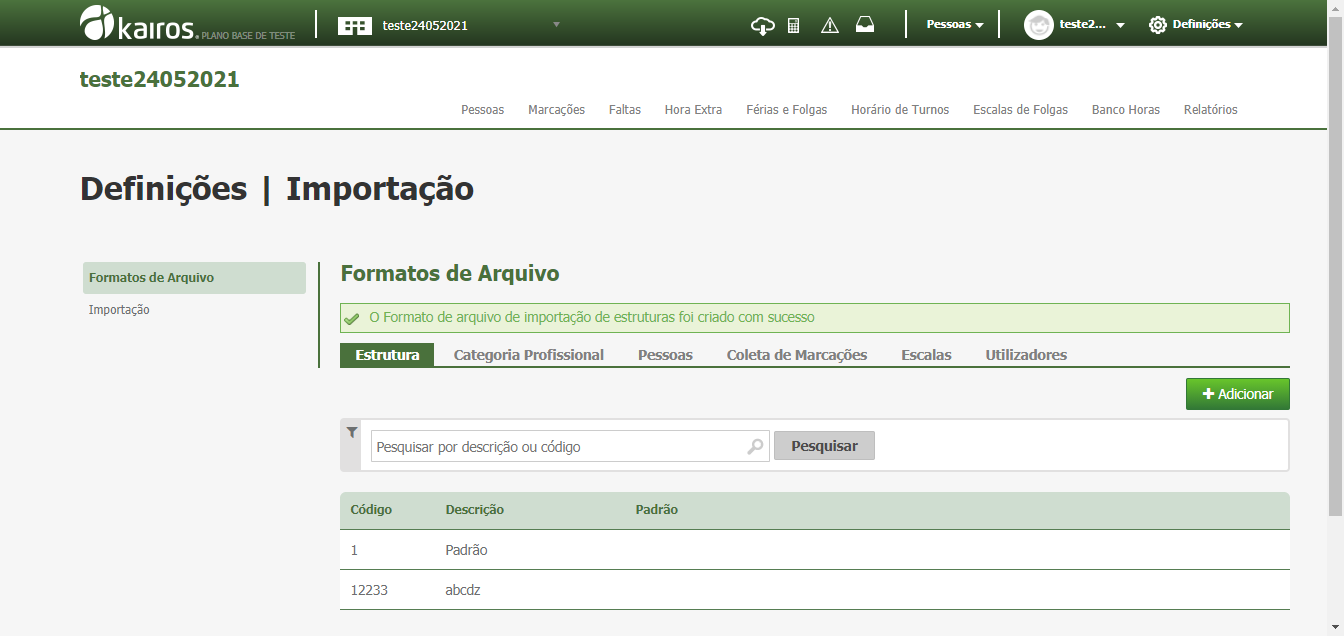 kairos. PLANO BASE DE TESTE
teste24052021
Pessoas
teste2...
Definições
teste24052021
Pessoas Marcações Faltas Hora Extra Férias e Folgas Horário de Turnos Escalas de Folgas Banco Horas Relatórios
Definições | Importação
Formatos de Arquivo
Importação
Formatos de Arquivo
O Formato de arquivo de importação de estruturas foi criado com sucesso
Estrutura Categoria Profissional Pessoas Coleta de Marcações Escalas Utilizadores
+ Adicionar
Pesquisar por descrição ou código
Pesquisar
Código Descrição Padrão
1 Padrão
12233 abcdz